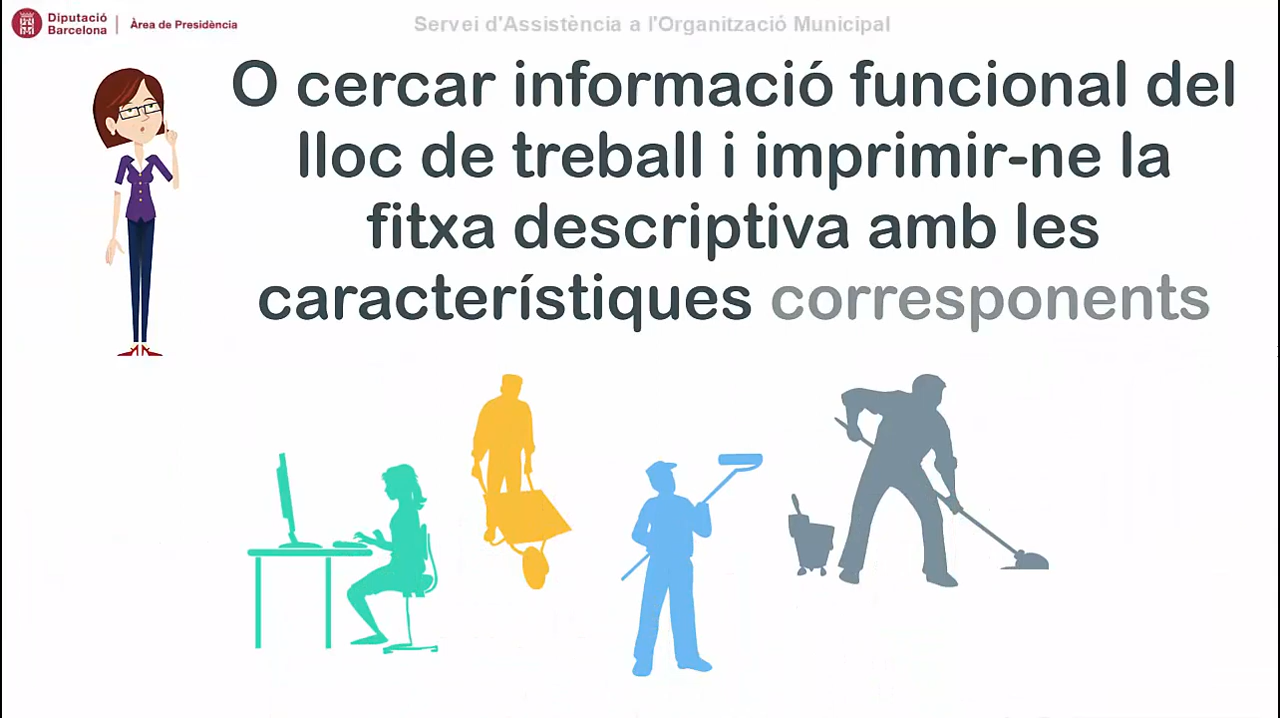 Diputació
Barcelona
Àrea de Presidència
Servei d'Assistència a l'Organització Municipal
O cercar informació funcional del
lloc de treball i imprimir-ne la
fitxa descriptiva amb les
característiques corresponents